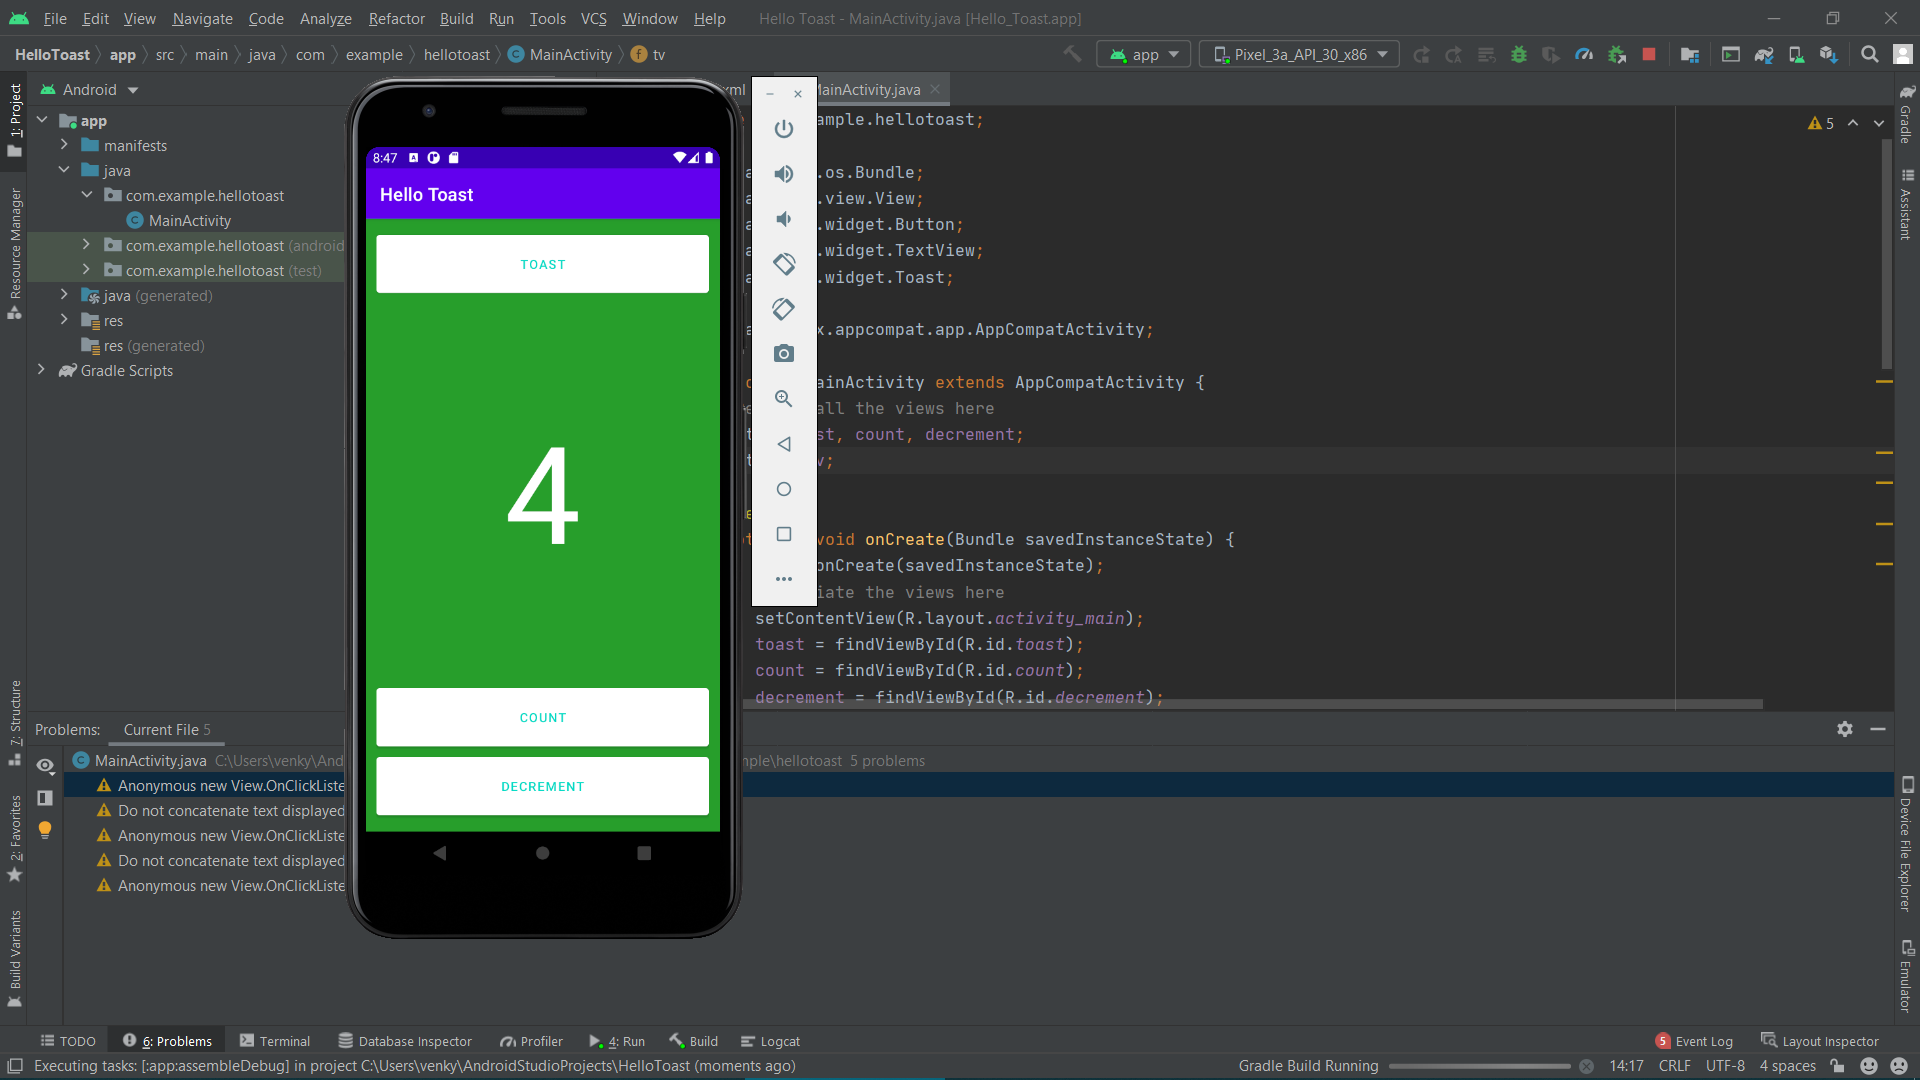 File Edit View Navigate Code Analyze Refactor Build Run Tools VCS Window Help Hello Toast - MainActivity.java [Hello_Toast.app]
HelloToast app src main java com example hellotoast C MainActivity f tv app Pixel_3a_API_30_x86
1: Project
Resource Manager
7: Structure
2: Favorites
Build Variants
Android
app
manifests
java
com.example.hellotoast
C MainActivity
com.example.hellotoast (android
com.example.hellotoast (test)
java (generated)
res
res (generated)
Gradle Scripts
8:47
Hello Toast
TOAST
4
COUNT
DECREMENT
ml MainActivity.java
ample.hellotoast;
5
.os.Bundle;
.view.View;
.widget.Button;
.widget.TextView;
.widget.Toast;
x.appcompat.app.AppCompatActivity;
ainActivity extends AppCompatActivity {
all the views here
st, count, decrement;
v;
void onCreate(Bundle savedInstanceState) {
onCreate(savedInstanceState);
iate the views here
setContentView(R.layout.activity_main);
toast = findViewById(R.id.toast);
count = findViewById(R.id.count);
decrement = findViewById(R.id.decrement);
Gradle
Assistant
Device File Explorer
Emulator
Problems: Current File 5
C MainActivity.java C:\Users\venky\And mple\hellotoast 5 problems
Anonymous new View.OnClickListe
Do not concatenate text displayed
Anonymous new View.OnClickListe
Do not concatenate text displayed
Anonymous new View.OnClickListe
TODO 6: Problems Terminal Database Inspector Profiler 4: Run Build Logcat 5 Event Log Layout Inspector
Executing tasks: [:app:assembleDebug] in project C:\Users\venky\AndroidStudioProjects\HelloToast (moments ago) Gradle Build Running 14:17 CRLF UTF-8 4 spaces